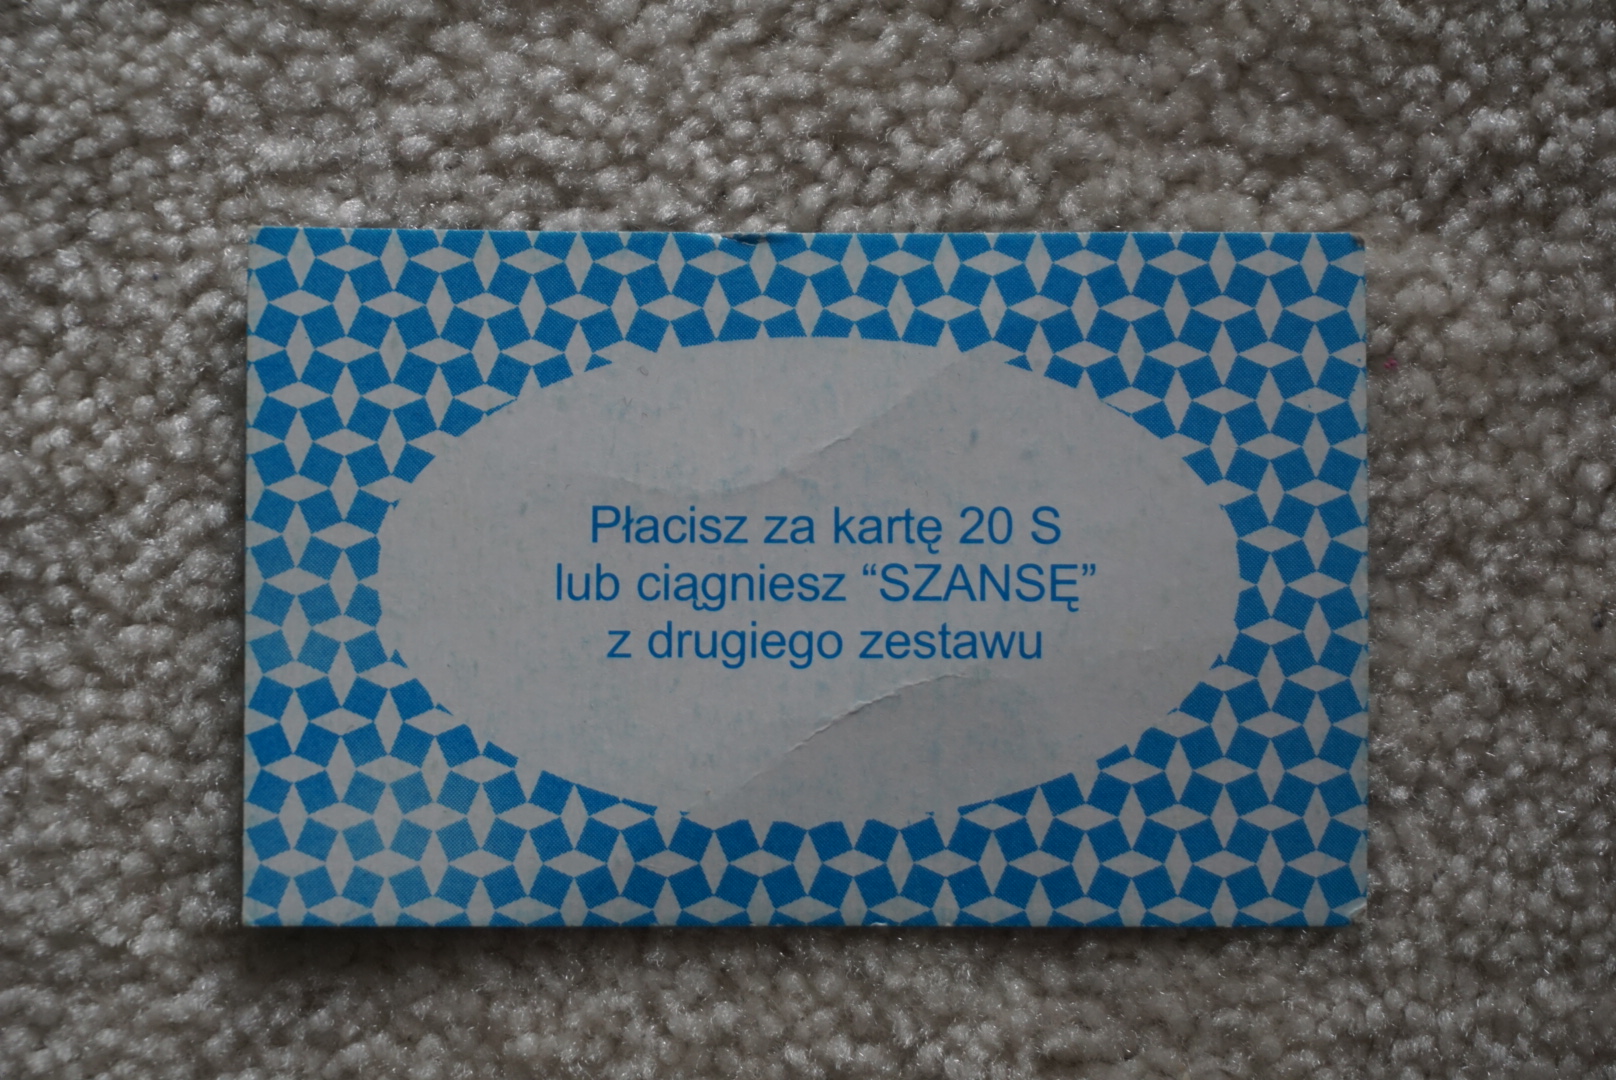 Płacisz za kartę 20 S
lub ciągniesz “SZANSĘ”
z drugiego zestawu